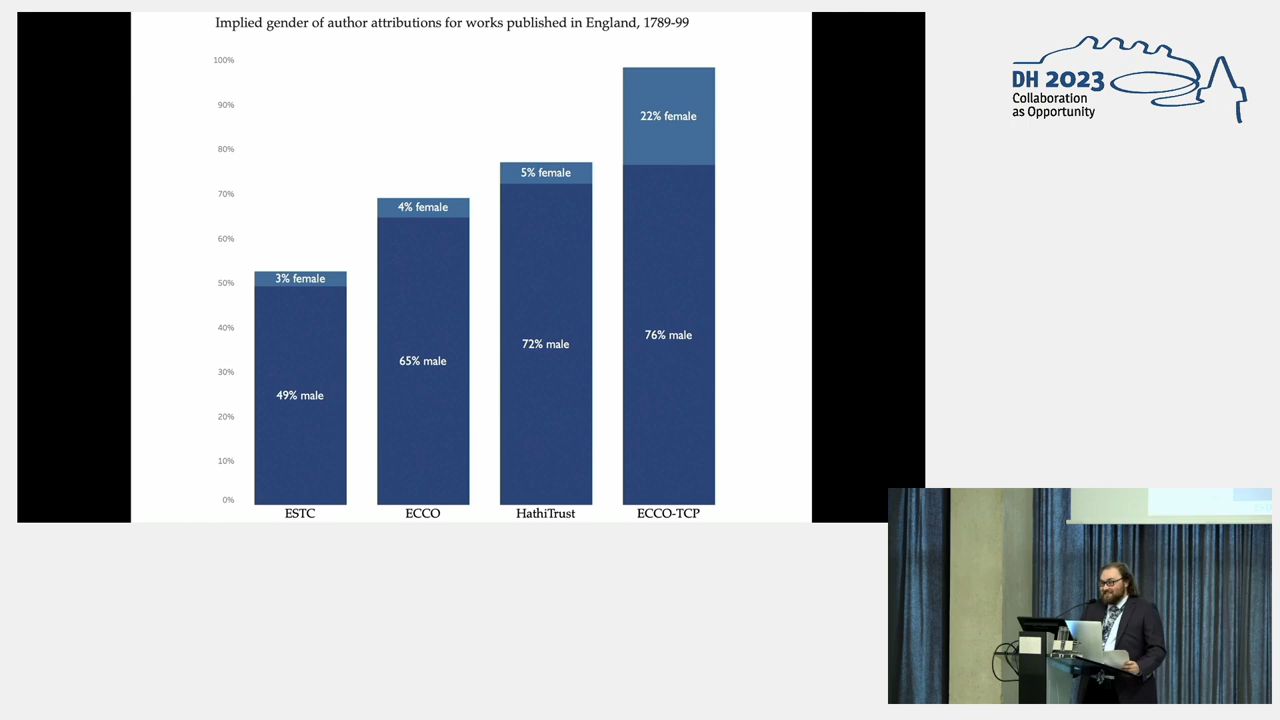 Implied gender of author attributions for works published in England, 1789-99
100%
90%
80%
70%
60%
50%
40%
30%
20%
10%
0%
3% female
49% male
4% female
65% male
5% female
72% male
22% female
76% male
ESTC
ECCO
HathiTrust
ECCO-TCP
DH 2023
Collaboration
as Opportunity